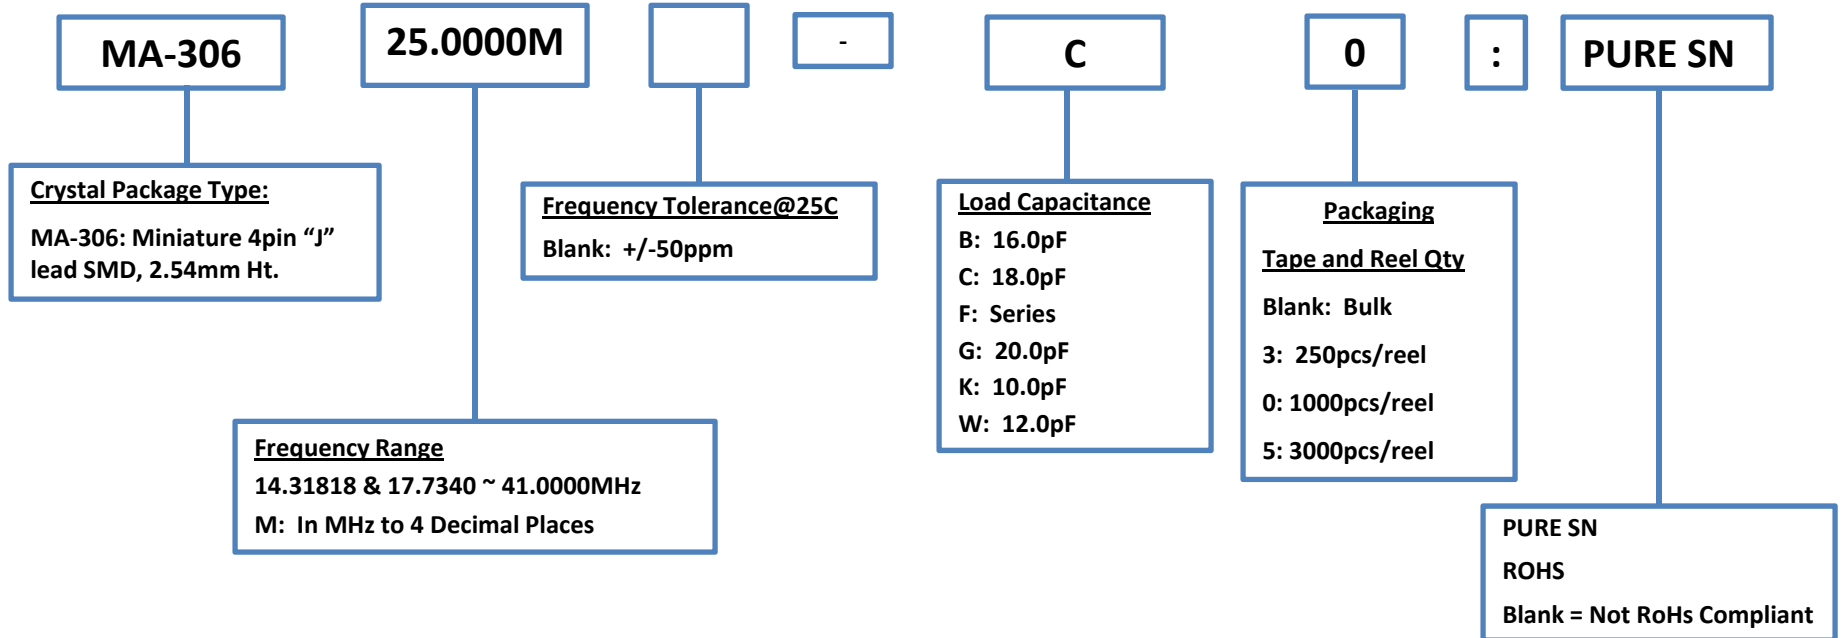 MA-306
25.0000M
-
C
0
:
PURE SN
Crystal Package Type:
MA-306: Miniature 4pin “J”
lead SMD, 2.54mm Ht.
Frequency Tolerance@25C
Blank: +/-50ppm
Load Capacitance
B: 16.0pF
C: 18.0pF
F: Series
G: 20.0pF
K: 10.0pF
W: 12.0pF
Packaging
Tape and Reel Qty
Blank: Bulk
3: 250pcs/reel
0: 1000pcs/reel
5: 3000pcs/reel
Frequency Range
14.31818 & 17.7340 ~ 41.0000MHz
M: In MHz to 4 Decimal Places
PURE SN
ROHS
Blank = Not RoHs Compliant